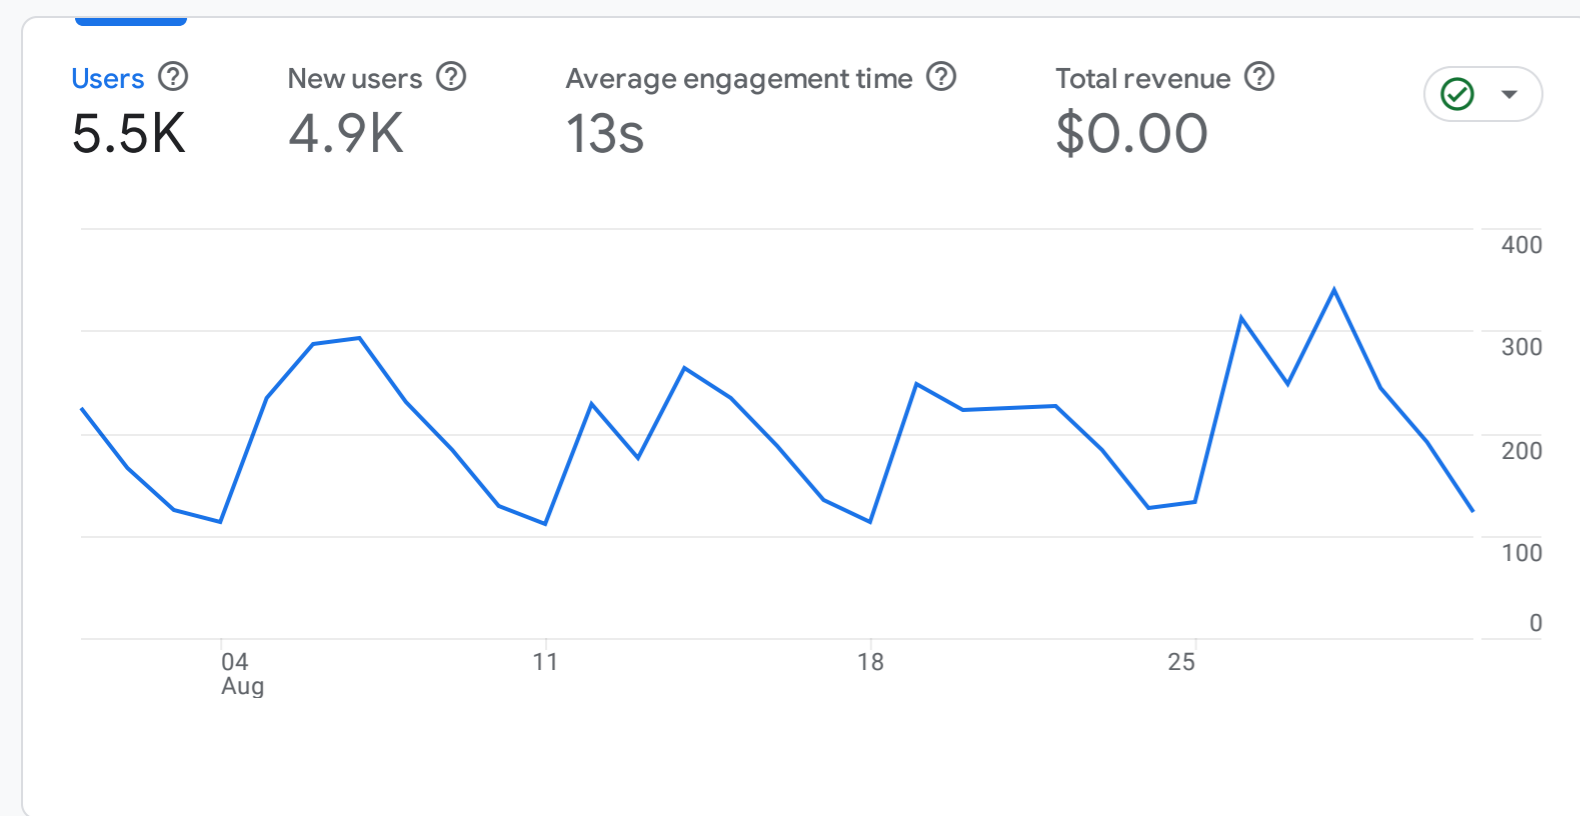 Users New users Average engagement time Total revenue
5.5K 4.9K 13s $0.00
400
300
200
100
0
04 11 18 25
Aug